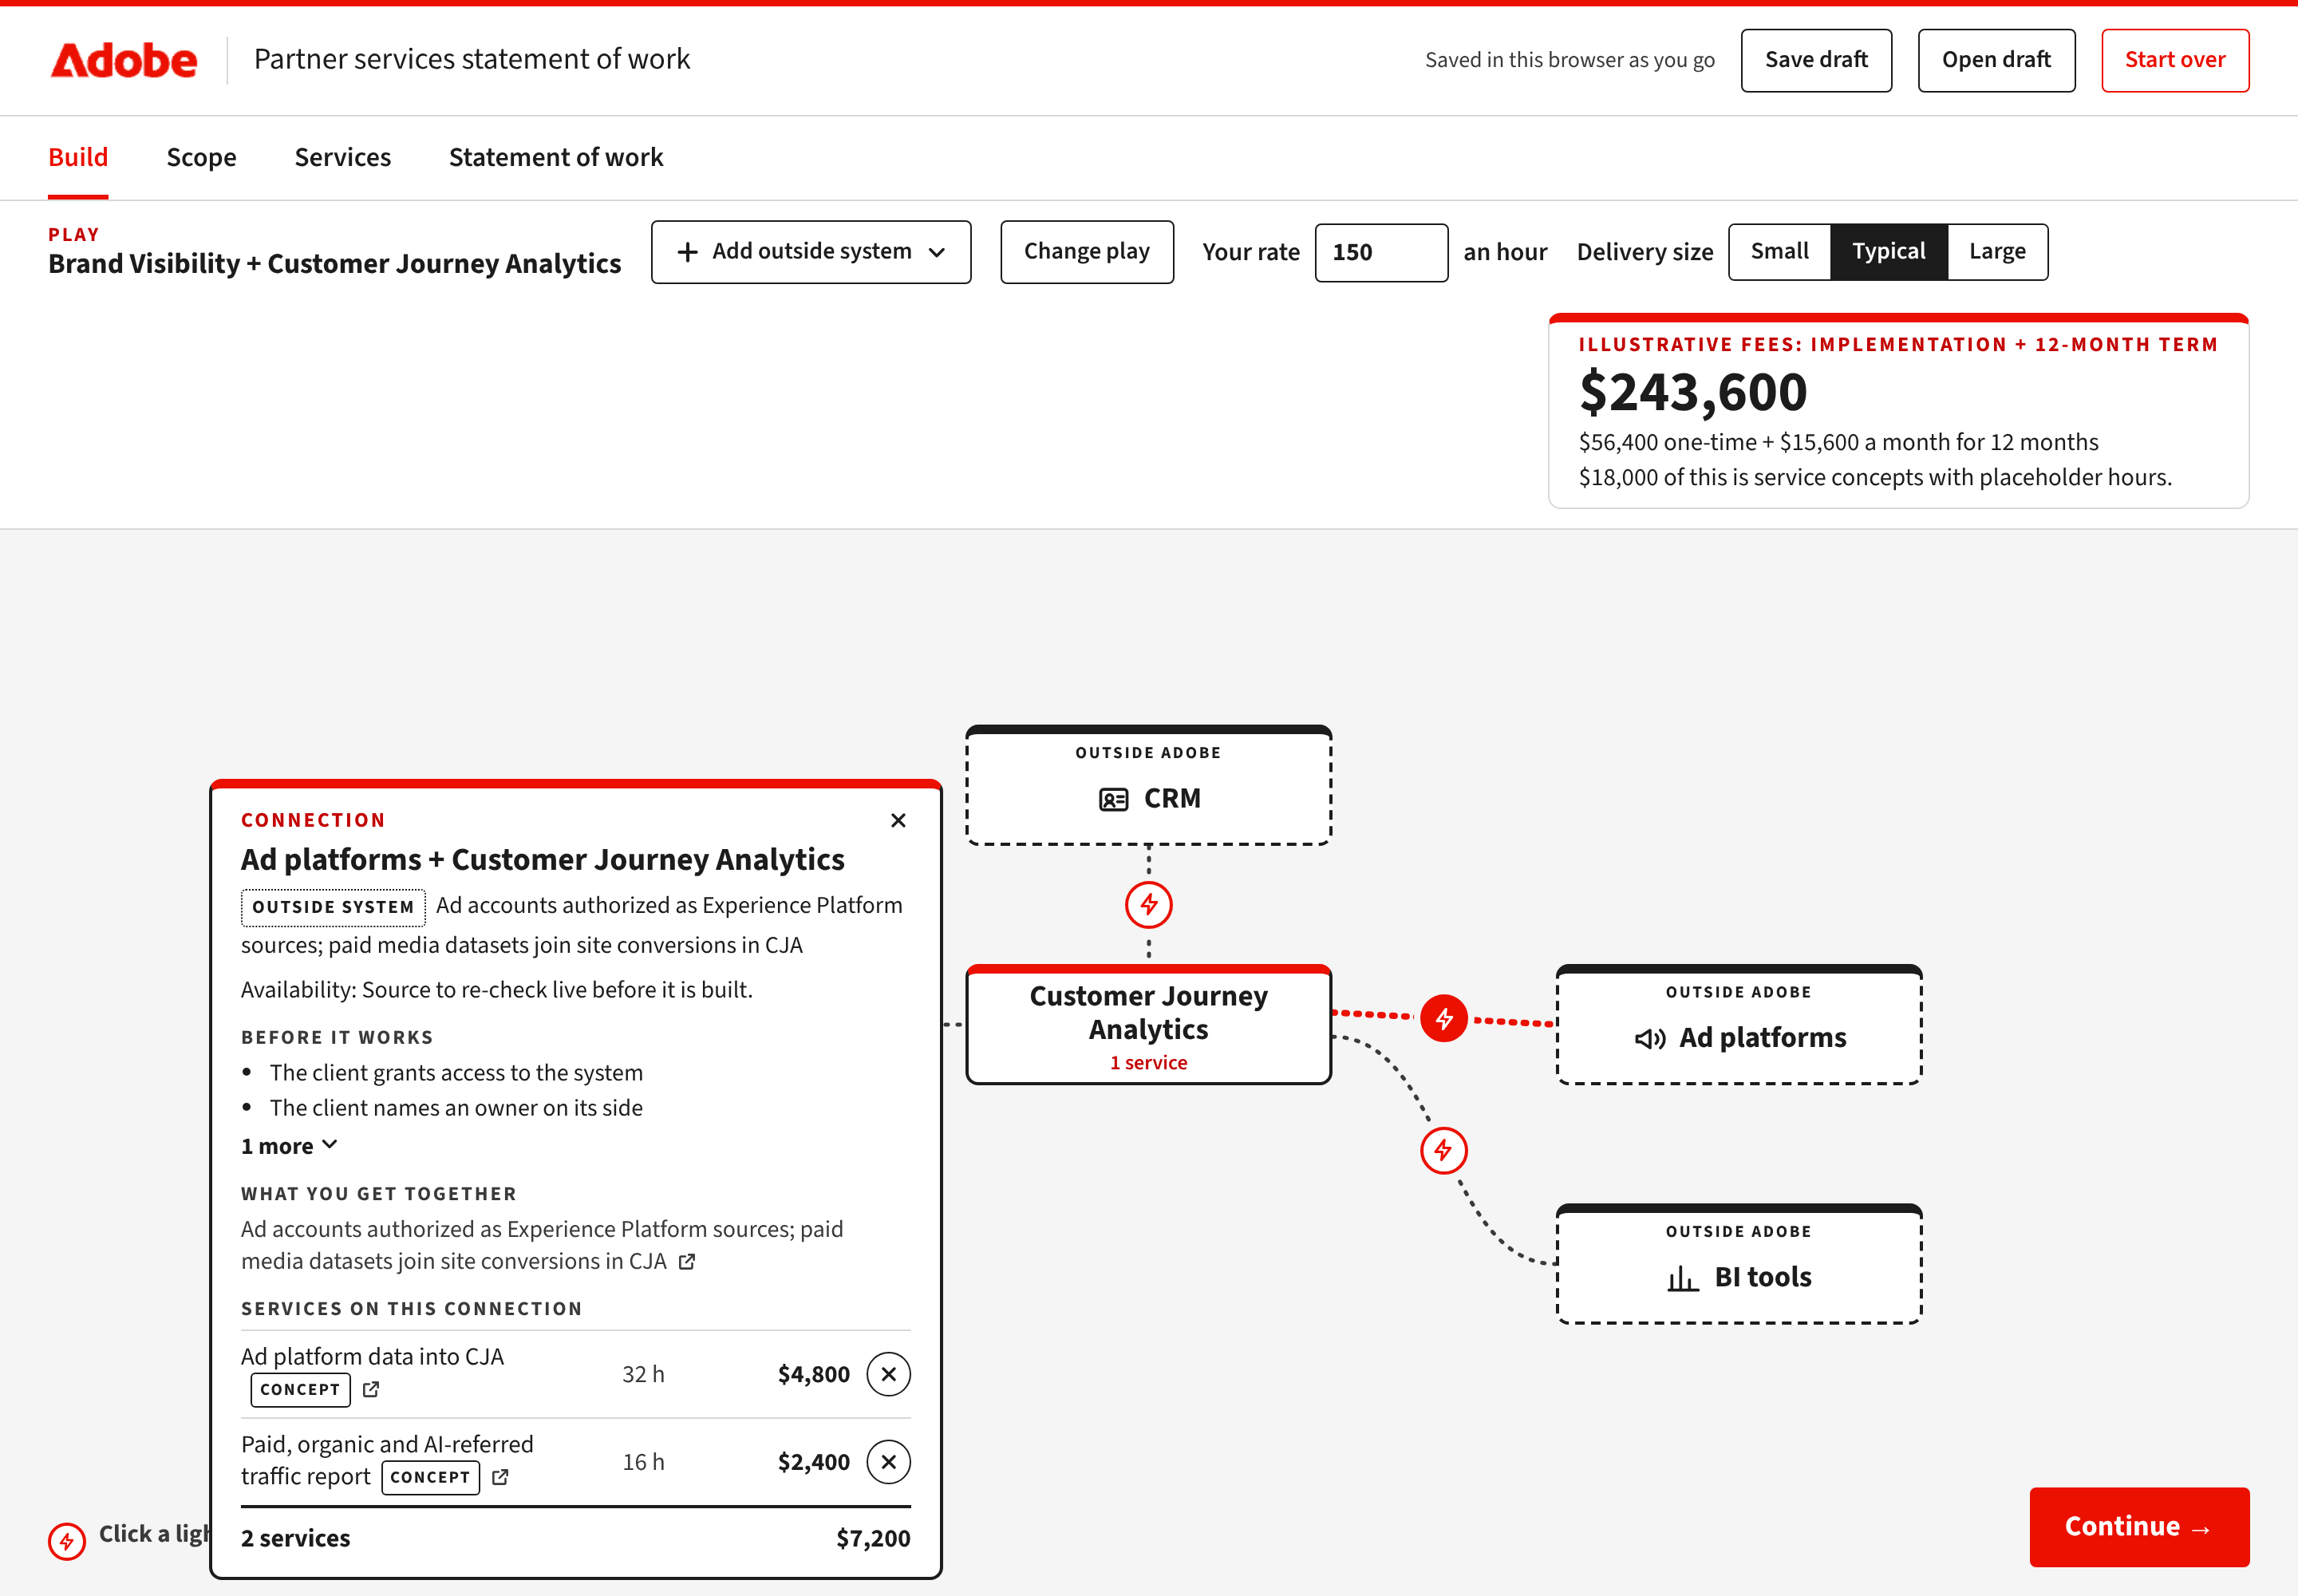 Adobe
Partner services statement of work
Saved in this browser as you go
Save draft
Open draft
Start over
Build
Scope
Services
Statement of work
PLAY
Brand Visibility + Customer Journey Analytics
Add outside system
Change play
Your rate
150
an hour
Delivery size
Small
Typical
Large
ILLUSTRATIVE FEES: IMPLEMENTATION + 12-MONTH TERM
$243,600
$56,400 one-time + $15,600 a month for 12 months
$18,000 of this is service concepts with placeholder hours.
CONNECTION
Ad platforms + Customer Journey Analytics
OUTSIDE SYSTEM Ad accounts authorized as Experience Platform
sources; paid media datasets join site conversions in CJA
Availability: Source to re-check live before it is built.
BEFORE IT WORKS
• The client grants access to the system
• The client names an owner on its side
1 more
WHAT YOU GET TOGETHER
Ad accounts authorized as Experience Platform sources; paid
media datasets join site conversions in CJA
SERVICES ON THIS CONNECTION
Ad platform data into CJA
CONCEPT
32 h
$4,800
Paid, organic and AI-referred
traffic report CONCEPT
16 h
$2,400
2 services
$7,200
OUTSIDE ADOBE
CRM
Customer Journey
Analytics
1 service
OUTSIDE ADOBE
Ad platforms
OUTSIDE ADOBE
BI tools
Click a
Continue →